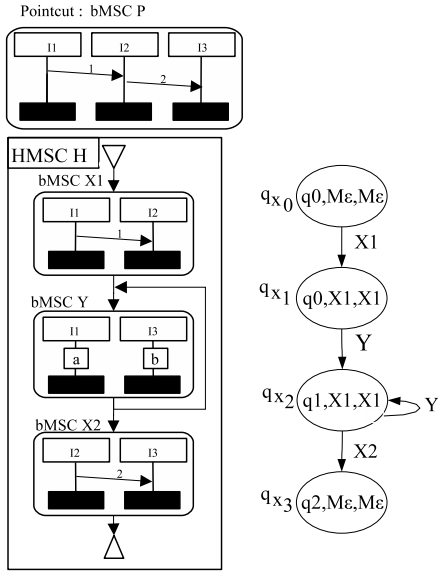 Pointcut : bMSC P
I1 I2 I3
1
2
HMSC H
bMSC X1
I1 I2
1
bMSC Y
I1 I3
a b
bMSC X2
I2 I3
2
qx0 q0,Mε,Mε
X1
qx1 q0,X1,X1
Y
qx2 q1,X1,X1 Y
X2
qx3 q2,Mε,Mε